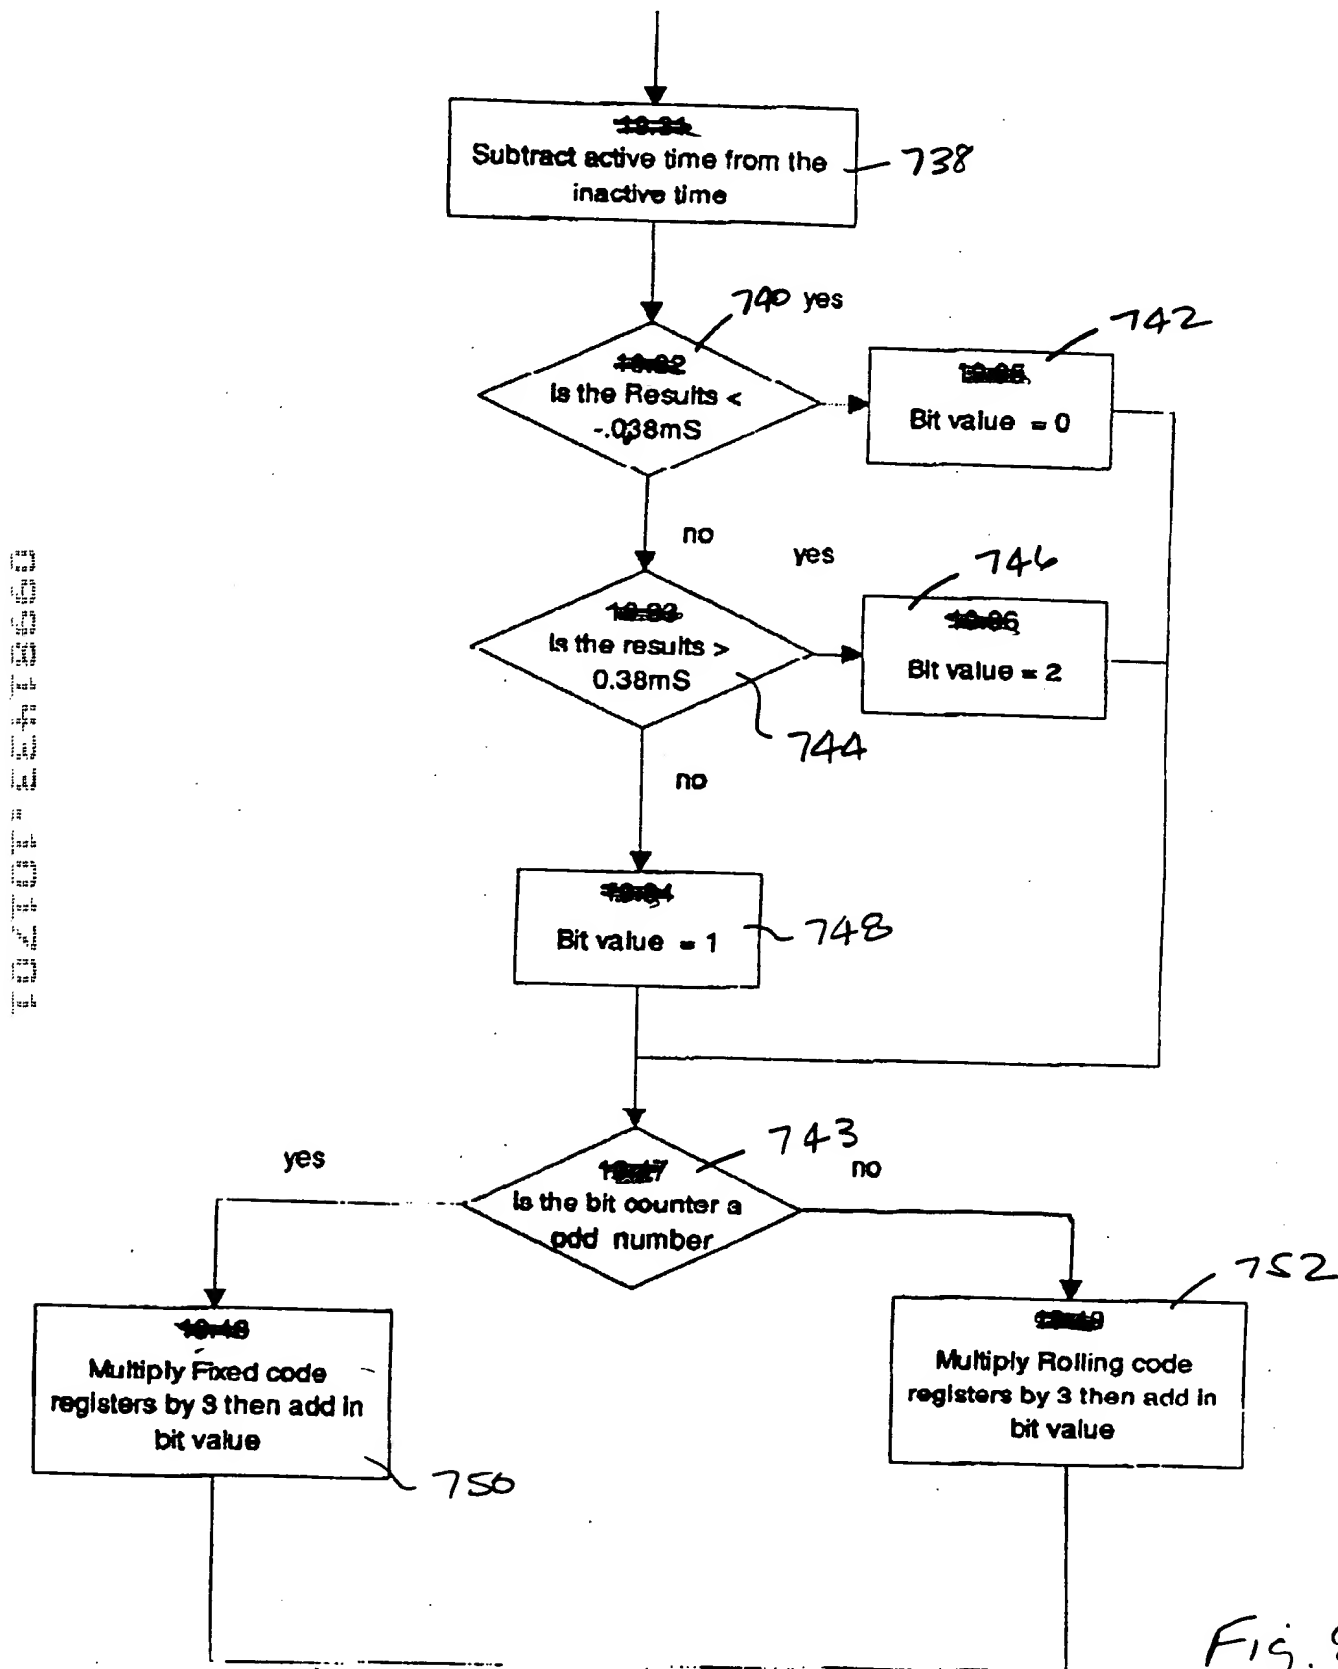 Subtract active time from the
inactive time
738
740 yes
742
Is the Results <
-.038mS
Bit value = 0
no
yes
746
Is the results >
0.38mS
Bit value = 2
744
no
Bit value = 1
748
743
yes
no
Is the bit counter a
odd number
752
Multiply Fixed code
registers by 3 then add in
bit value
750
Multiply Rolling code
registers by 3 then add in
bit value
Fig.
09981433.101701